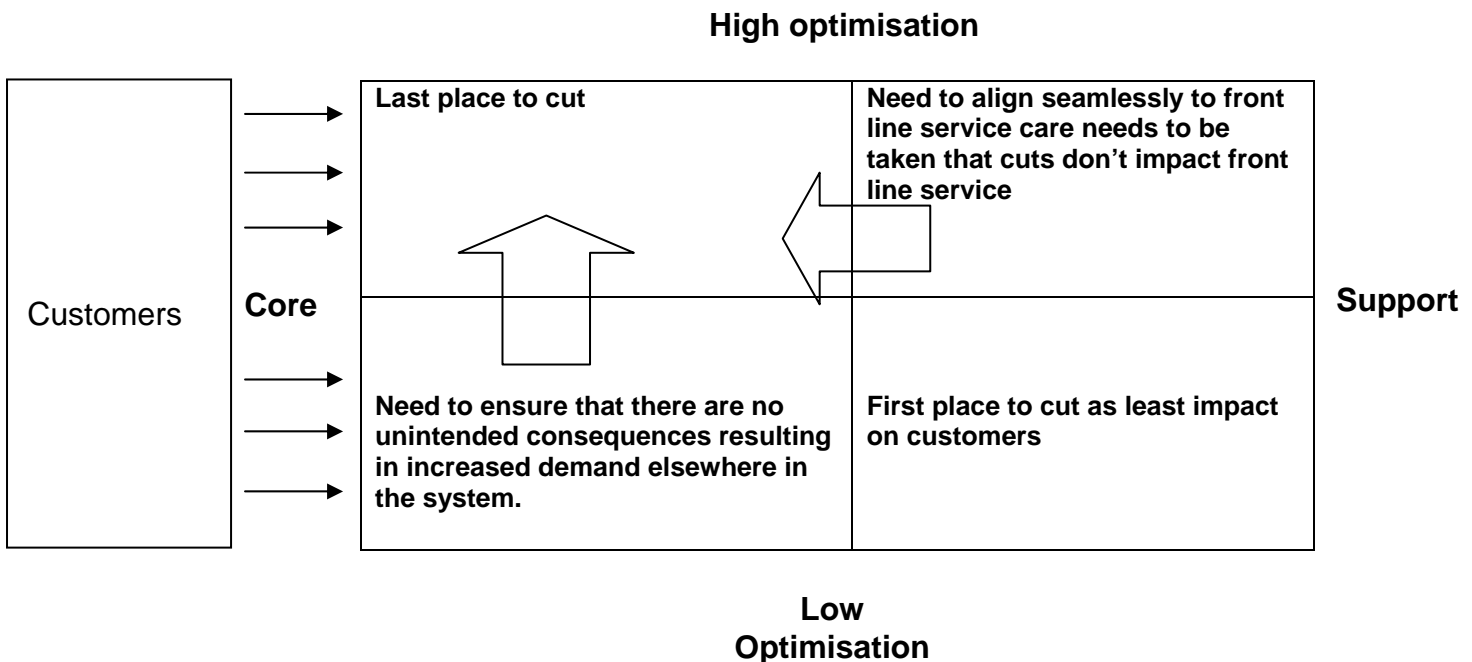 High optimisation
Last place to cut
Need to align seamlessly to front
line service care needs to be
taken that cuts don’t impact front
line service
Customers
Core
Support
Need to ensure that there are no
unintended consequences resulting
in increased demand elsewhere in
the system.
First place to cut as least impact
on customers
Low
Optimisation